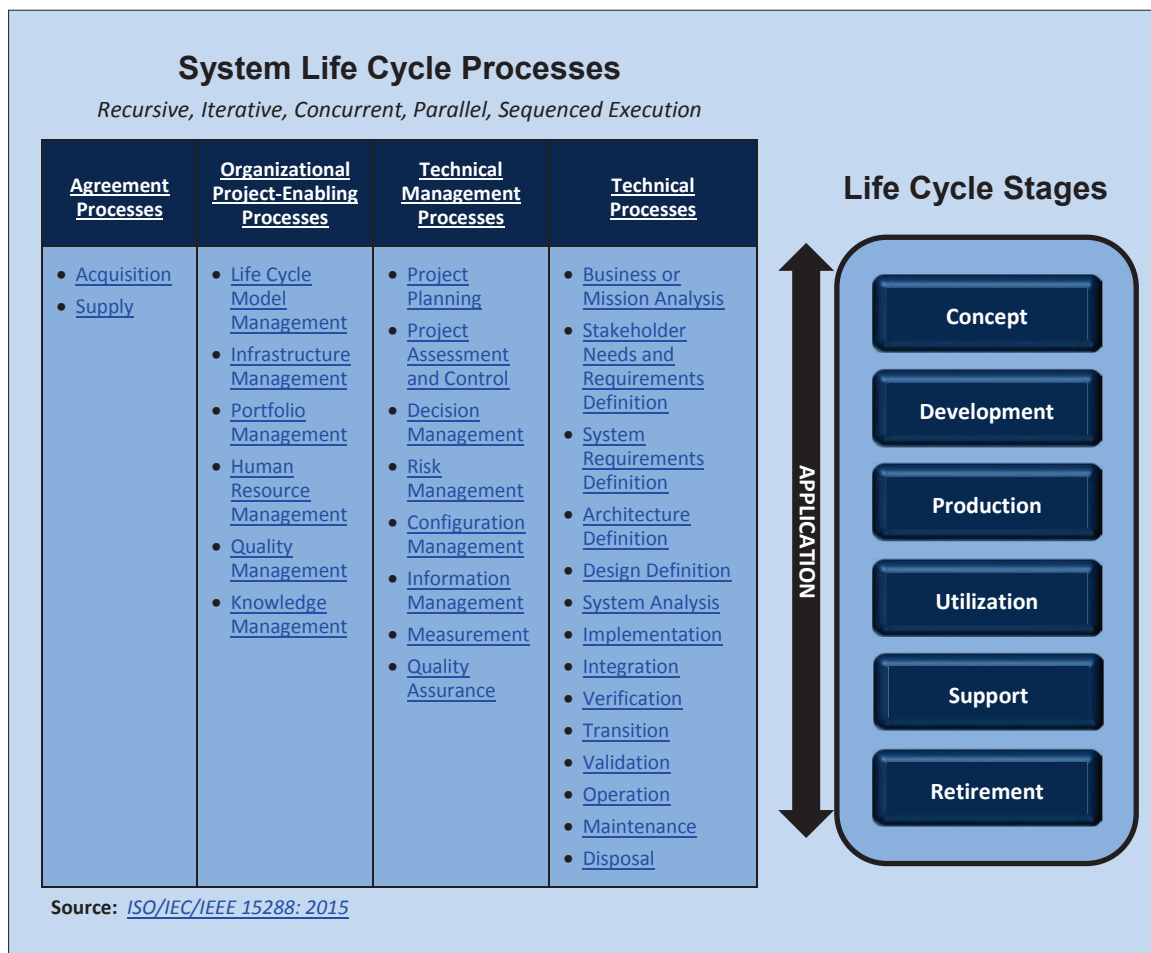 System Life Cycle Processes
Recursive, Iterative, Concurrent, Parallel, Sequenced Execution
Agreement
Processes
Organizational
Project-Enabling
Processes
Technical
Management
Processes
Technical
Processes
• Acquisition
• Supply
• Life Cycle
Model
Management
• Infrastructure
Management
• Portfolio
Management
• Human
Resource
Management
• Quality
Management
• Knowledge
Management
• Project
Planning
• Project
Assessment
and Control
• Decision
Management
• Risk
Management
• Configuration
Management
• Information
Management
• Measurement
• Quality
Assurance
• Business or
Mission Analysis
• Stakeholder
Needs and
Requirements
Definition
• System
Requirements
Definition
• Architecture
Definition
• Design Definition
• System Analysis
• Implementation
• Integration
• Verification
• Transition
• Validation
• Operation
• Maintenance
• Disposal
Source: ISO/IEC/IEEE 15288: 2015
Life Cycle Stages
APPLICATION
Concept
Development
Production
Utilization
Support
Retirement